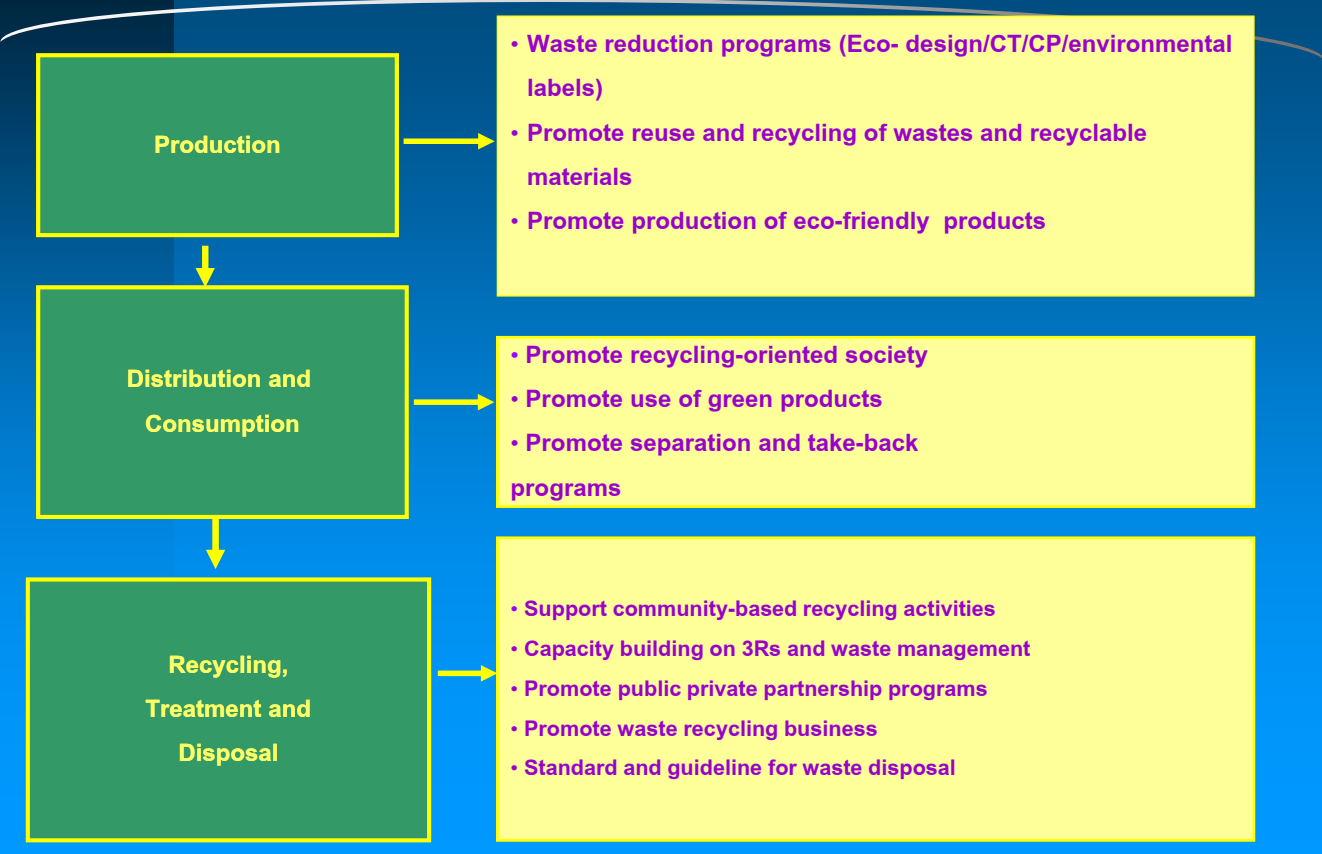 Production
• Waste reduction programs (Eco- design/CT/CP/environmental
labels)
• Promote reuse and recycling of wastes and recyclable
materials
• Promote production of eco-friendly  products
Distribution and
Consumption
• Promote recycling-oriented society
• Promote use of green products
• Promote separation and take-back
programs
Recycling,
Treatment and
Disposal
• Support community-based recycling activities
• Capacity building on 3Rs and waste management
• Promote public private partnership programs
• Promote waste recycling business
• Standard and guideline for waste disposal